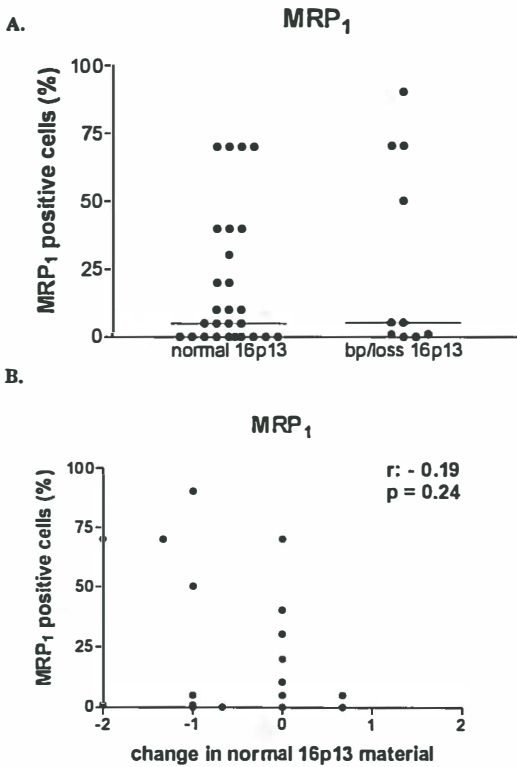 A.
MRP1
MRP1 positive cells (%)
100
75
50
25
0
normal 16p13
bp/loss 16p13
B.
MRP1
r: - 0.19
p = 0.24
MRP1 positive cells (%)
100
75
50
25
0
-2
-1
0
1
2
change in normal 16p13 material